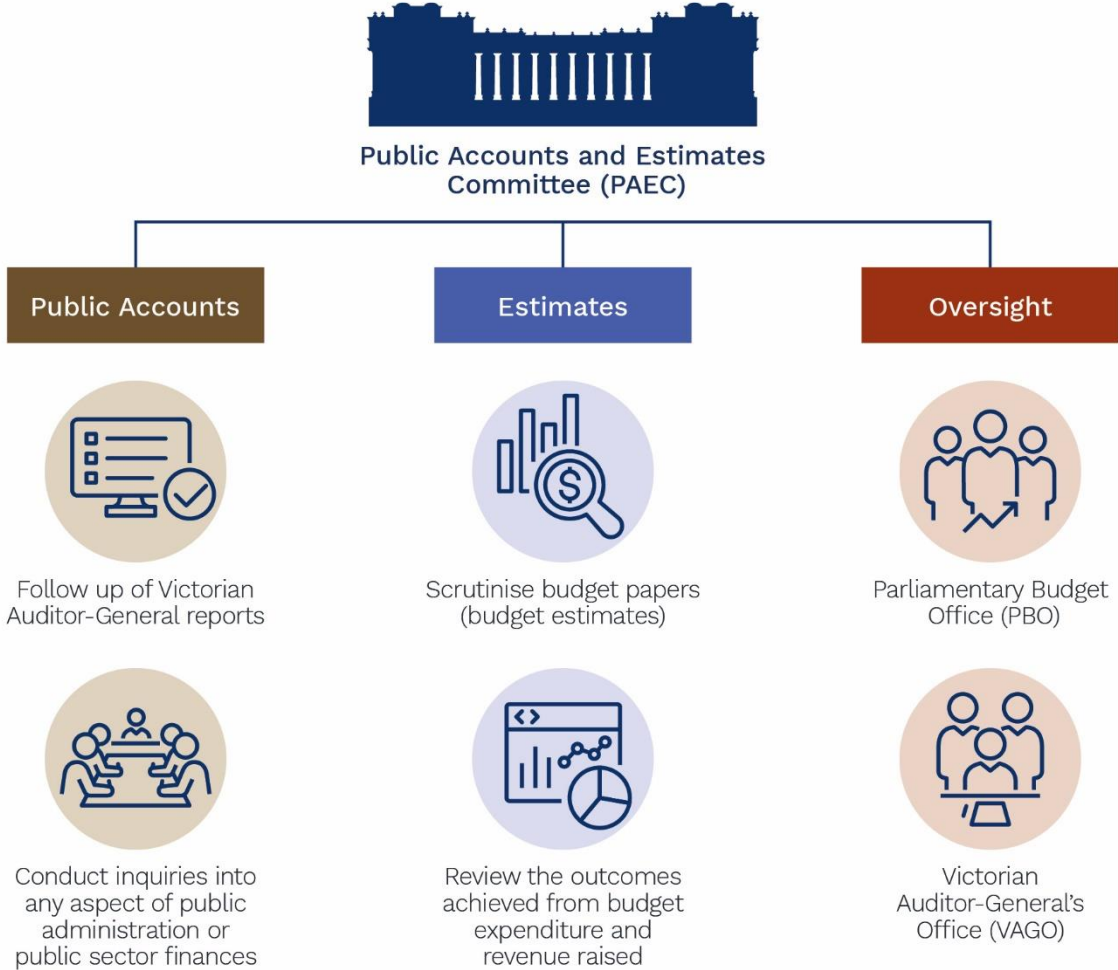 Public Accounts and Estimates
Committee (PAEC)
Public Accounts
Estimates
Oversight
Follow up of Victorian
Auditor-General reports
$
Scrutinise budget papers
(budget estimates)
Parliamentary Budget
Office (PBO)
Conduct inquiries into
any aspect of public
administration or
public sector finances
Review the outcomes
achieved from budget
expenditure and
revenue raised
Victorian
Auditor-General's
Office (VAGO)